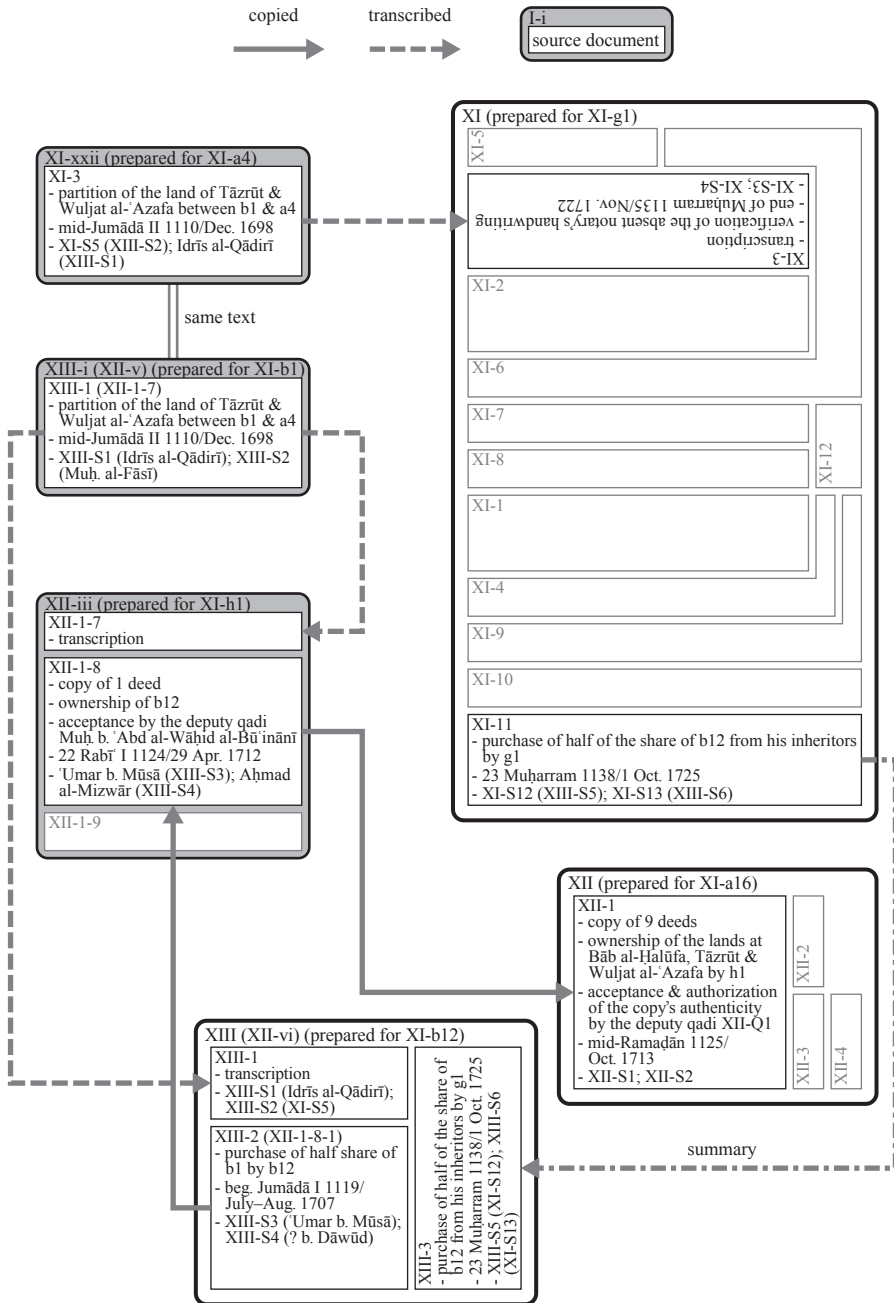 copied
transcribed
I-i
source document
XI-xxii (prepared for XI-a4)
XI-3
- partition of the land of Tāzrūt &
Wuljat al-ʿAzafa between b1 & a4
- mid-Jumādā II 1110/Dec. 1698
- XI-S5 (XIII-S2); Idrīs al-Qādirī
(XIII-S1)
same text
XIII-i (XII-v) (prepared for XI-b1)
XIII-1 (XII-1-7)
- partition of the land of Tāzrūt &
Wuljat al-ʿAzafa between b1 & a4
- mid-Jumādā II 1110/Dec. 1698
- XIII-S1 (Idrīs al-Qādirī); XIII-S2
(Muḥ. al-Fāsī)
XII-iii (prepared for XI-h1)
XII-1-7
- transcription
XII-1-8
- copy of 1 deed
- ownership of b12
- acceptance by the deputy qadi
Muḥ. b. ʿAbd al-Wāḥid al-Būʿinānī
- 22 Rabīʿ I 1124/29 Apr. 1712
- ʿUmar b. Mūsā (XIII-S3); Aḥmad
al-Mizwār (XIII-S4)
XII-1-9
XI (prepared for XI-g1)
XI-5
XI-3
- transcription
- verification of the absent notary's handwriting
- end of Muḥarram 1135/Nov. 1722
- XI-S3; XI-S4
XI-2
XI-6
XI-7
XI-8
XI-12
XI-1
XI-4
XI-9
XI-10
XI-11
- purchase of half of the share of b12 from his inheritors
by g1
- 23 Muḥarram 1138/1 Oct. 1725
- XI-S12 (XIII-S5); XI-S13 (XIII-S6)
XII (prepared for XI-a16)
XII-1
- copy of 9 deeds
- ownership of the lands at
Bāb al-Ḥalūfa, Tāzrūt &
Wuljat al-ʿAzafa by h1
- acceptance & authorization
of the copy's authenticity
by the deputy qadi XII-Q1
- mid-Ramaḍān 1125/
Oct. 1713
- XII-S1; XII-S2
XII-2
XII-3
XII-4
XIII (XII-vi) (prepared for XI-b12)
XIII-1
- transcription
- XIII-S1 (Idrīs al-Qādirī);
XIII-S2 (XI-S5)
XIII-2 (XII-1-8-1)
- purchase of half share of
b1 by b12
- beg. Jumādā I 1119/
July–Aug. 1707
- XIII-S3 (ʿUmar b. Mūsā);
XIII-S4 (? b. Dāwūd)
XIII-3
- purchase of half of the share of
b12 from his inheritors by g1
- 23 Muḥarram 1138/1 Oct. 1725
- XIII-S5 (XI-S12); XIII-S6
(XI-S13)
summary